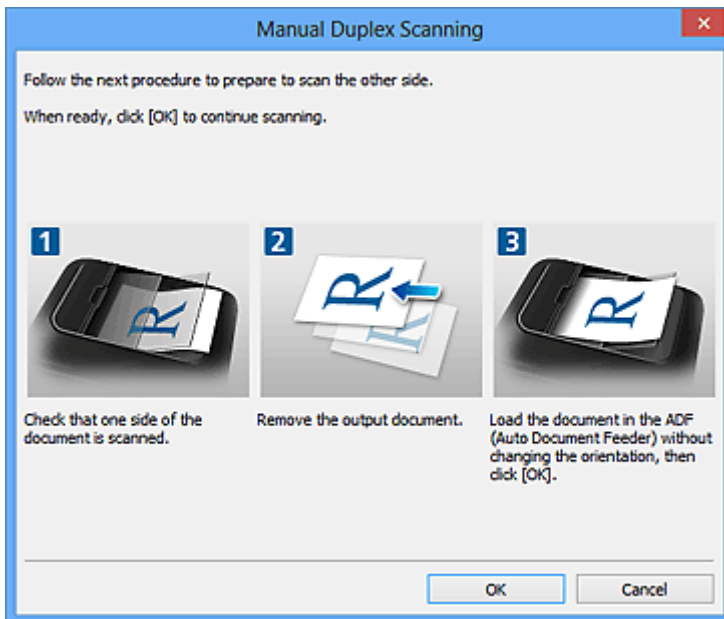 Manual Duplex Scanning
Follow the next procedure to prepare to scan the other side.
When ready, click [OK] to continue scanning.
1
2
3
R
R
R
R
Check that one side of the
document is scanned.
Remove the output document.
Load the document in the ADF
(Auto Document Feeder) without
changing the orientation, then
click [OK].
OK
Cancel